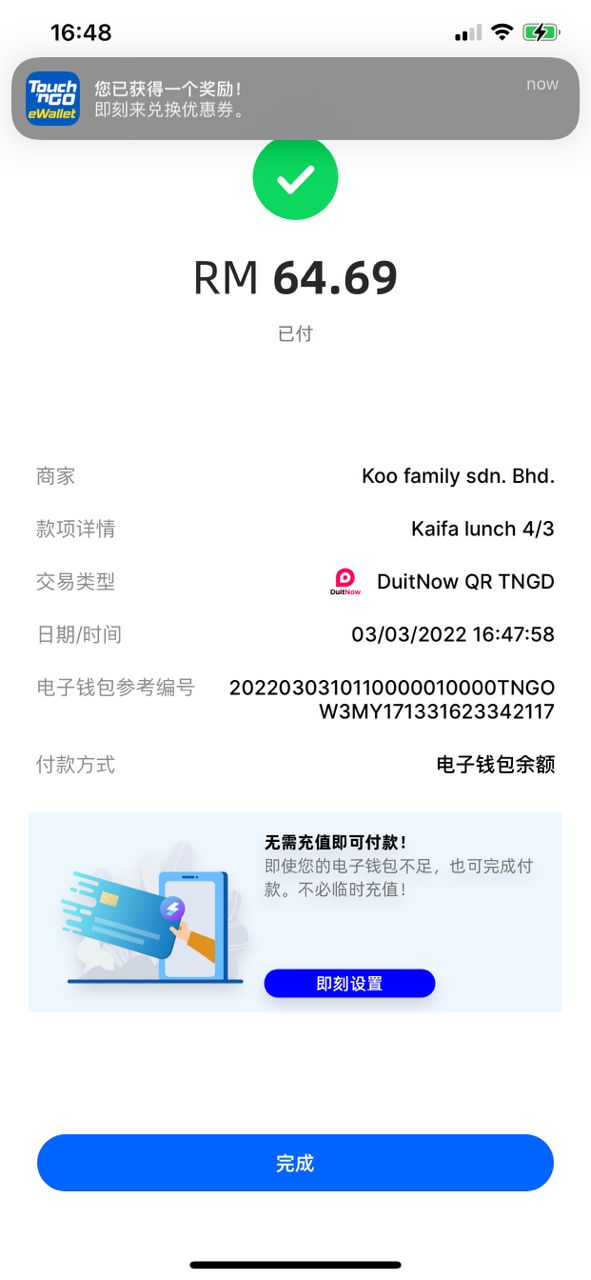 16:48
Touch
'nGO
eWallet
您已获得一个奖励！
now
即刻来兑换优惠券。
RM 64.69
已付
商家
Koo family sdn. Bhd.
款项详情
Kaifa lunch 4/3
交易类型
DuitNow
DuitNow QR TNGD
日期/时间
03/03/2022 16:47:58
电子钱包参考编号
2022030310110000010000TNGO
W3MY171331623342117
付款方式
电子钱包余额
无需充值即可付款！
即使您的电子钱包不足，也可完成付
款。不必临时充值！
即刻设置
完成